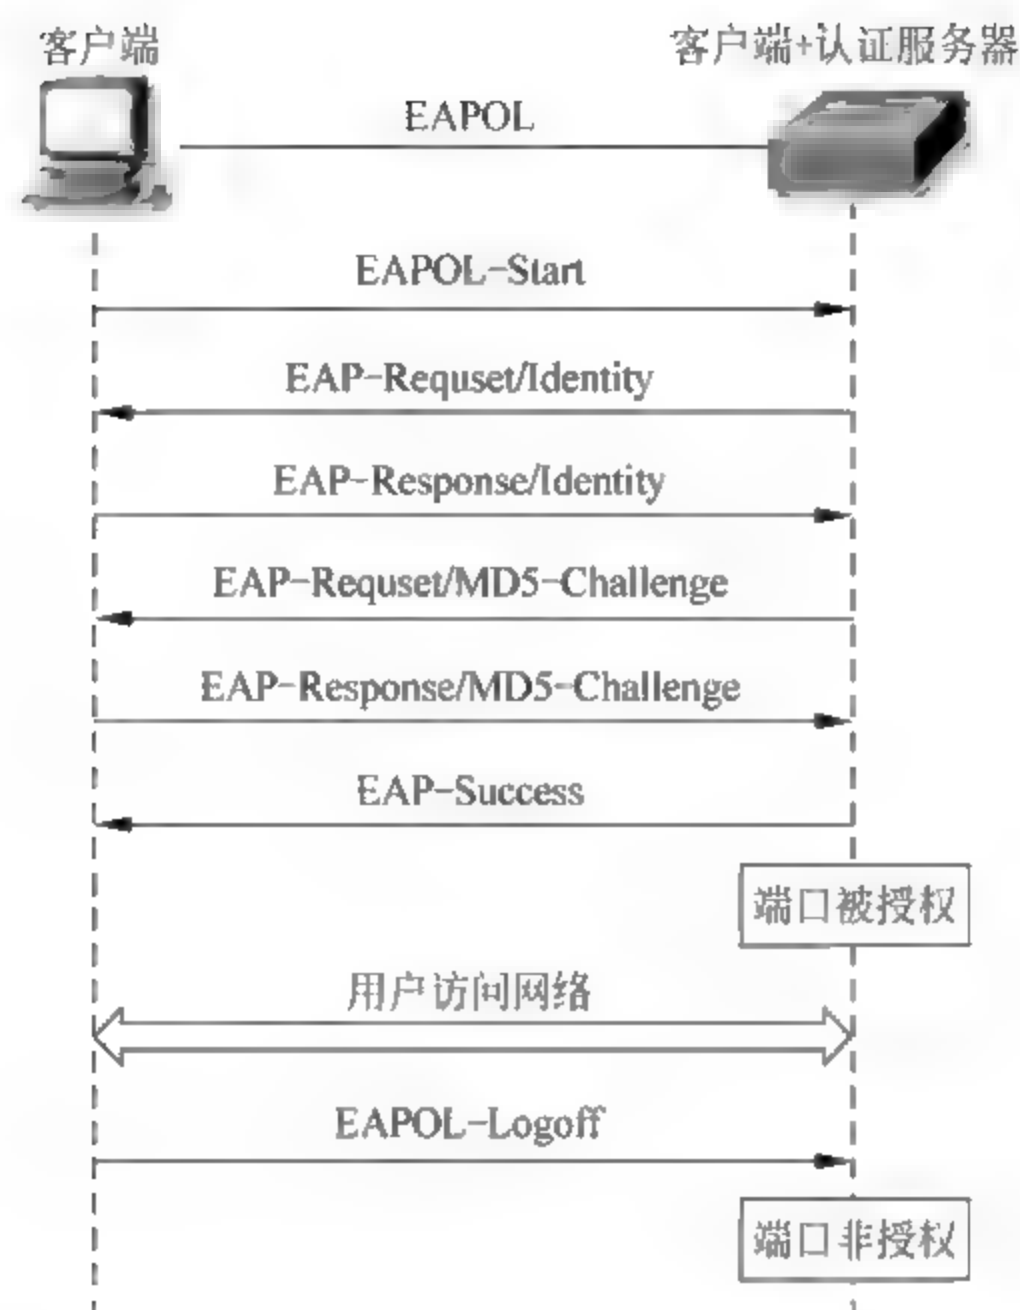 客户端
客户端+认证服务器
EAPOL
EAPOL-Start
EAP-Requset/Identity
EAP-Response/Identity
EAP-Requset/MD5-Challenge
EAP-Response/MD5-Challenge
EAP-Success
端口被授权
用户访问网络
EAPOL-Logoff
端口非授权